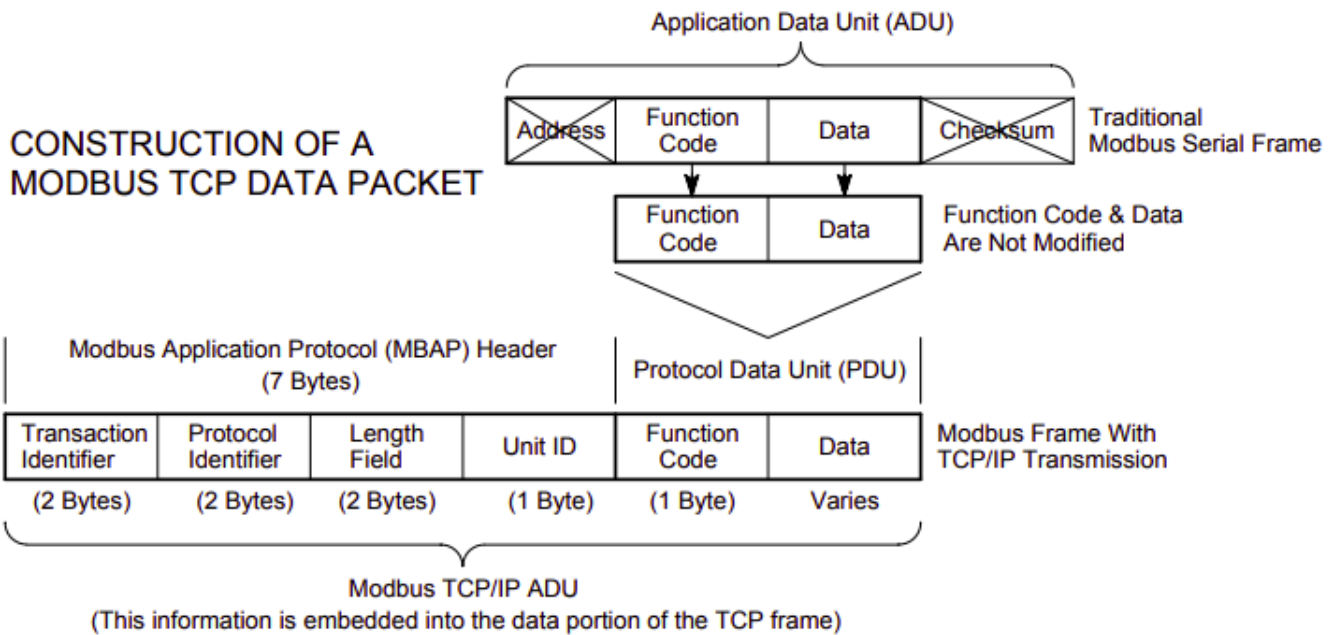 Application Data Unit (ADU)
CONSTRUCTION OF A
MODBUS TCP DATA PACKET
Address
Function
Code
Data
Checksum
Traditional
Modbus Serial Frame
Function
Code
Data
Function Code & Data
Are Not Modified
Modbus Application Protocol (MBAP) Header
(7 Bytes)
Protocol Data Unit (PDU)
Transaction
Identifier
Protocol
Identifier
Length
Field
Unit ID
Function
Code
Data
Modbus Frame With
TCP/IP Transmission
(2 Bytes)
(2 Bytes)
(2 Bytes)
(1 Byte)
(1 Byte)
Varies
Modbus TCP/IP ADU
(This information is embedded into the data portion of the TCP frame)